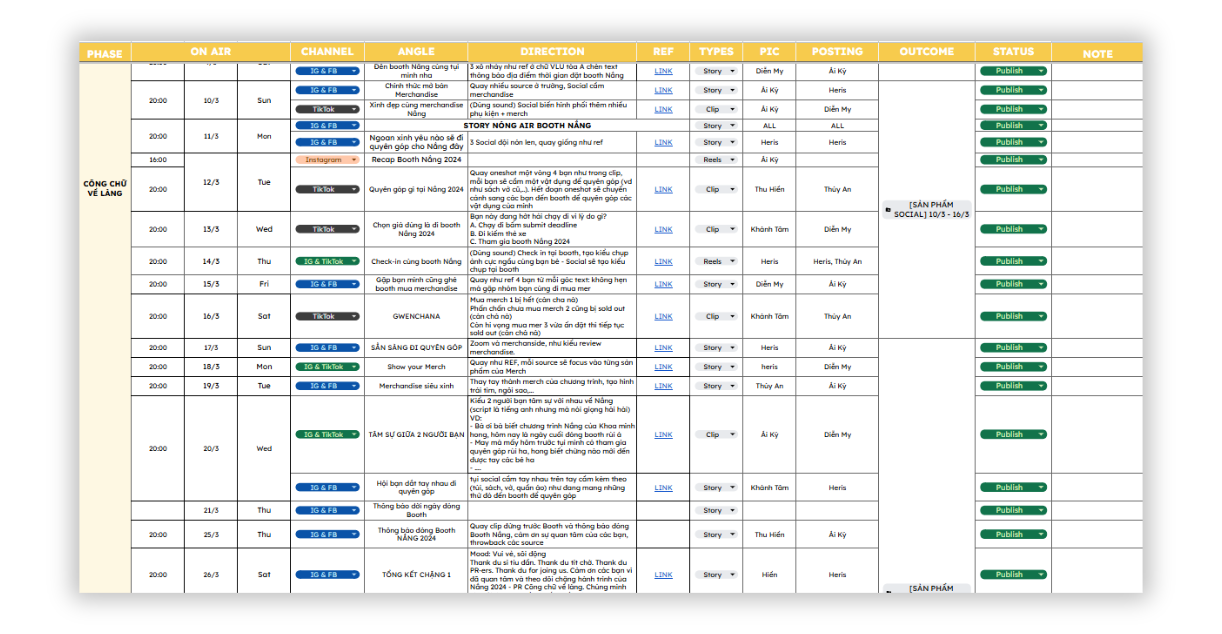 PHASE ON AIR CHANNEL ANGLE DIRECTION REF TYPES PIC POSTING OUTCOME STATUS NOTE
CÔNG CHỮ
VỀ LÀNG
IG & FB
Đến booth Nắng cùng tụi
mình nha
3 xô nhảy như ref ở chữ VLU tòa A chèn text
thông báo địa điểm thời gian đặt booth Nắng
LINK Story Diễn My Ái Kỳ Publish
20:00 10/3 Sun
IG & FB
Chính thức mở bán
Merchandise
Quay nhiều source ở trường, Social cầm
merchandise
LINK Story Ái Kỳ Heris Publish
TikTok
Xinh đẹp cùng merchandise
Nắng
(Dùng sound) Social biến hình phối thêm nhiều
phụ kiện + merch
LINK Clip Ái Kỳ Diễn My Publish
20:00 11/3 Mon
IG & FB STORY NÓNG AIR BOOTH NẮNG Story ALL ALL Publish
IG & FB
Ngoan xinh yêu nào sẽ đi
quyên góp cho Nắng đây
3 Social đội nón len, quay giống như ref
LINK Story Heris Heris Publish
16:00 Instagram Recap Booth Nắng 2024 Reels Ái Kỳ Publish
12/3 Tue
20:00 TikTok Quyên góp gì tại Nắng 2024
Quay oneshot một vòng 4 bạn như trong clip,
mỗi bạn sẽ cầm một vật dụng để quyên góp (vd
như sách vở cũ,..). Hết đoạn oneshot sẽ chuyển
cảnh sang các bạn đến booth để quyên góp các
vật dụng của mình
LINK Clip Thu Hiền Thùy An Publish
[SẢN PHẨM
SOCIAL] 10/3 - 16/3
20:00 13/3 Wed TikTok
Chọn giá đúng là đi booth
Nắng 2024
Bạn này đang hớt hải chạy đi vì lý do gì?
A. Chạy đi bấm submit deadline
B. Đi kiếm thẻ xe
C. Tham gia booth Nắng 2024
LINK Clip Khánh Tâm Diễn My Publish
20:00 14/3 Thu IG & TikTok Check-in cùng booth Nắng
(Dùng sound) Check in tại booth, tạo kiểu chụp
ảnh cực ngầu cùng bạn bè - Social sẽ tạo kiểu
chụp tại booth
LINK Reels Heris Heris, Thùy An Publish
20:00 15/3 Fri IG & FB
Gặp bạn mình cũng ghé
booth mua merchandise
Quay như ref 4 bạn từ mỗi góc text: không hẹn
mà gặp nhóm bạn cùng đi mua mer
LINK Story Diễn My Ái Kỳ Publish
20:00 16/3 Sat TikTok GWENCHANA
Mua merch 1 bị hết (cán cha ná)
Phấn chấn chưa mua merch 2 cũng bị sold out
(cán chá ná)
Còn hi vọng mua mer 3 vừa ấn đặt thì tiếp tục
sold out (cán chá ná)
LINK Clip Khánh Tâm Thùy An Publish
20:00 17/3 Sun IG & FB SẴN SÀNG ĐI QUYÊN GÓP
Zoom và merchanside, như kiểu review
merchandise.
LINK Story Heris Ái Kỳ Publish
20:00 18/3 Mon IG & TikTok Show your Merch
Quay như REF, mỗi source sẽ focus vào từng sản
phẩm của Merch
LINK Story heris Diễn My Publish
20:00 19/3 Tue IG & FB Merchandise siêu xinh
Thay tay thành merch của chương trình, tạo hình
trái tim, ngôi sao,...
LINK Story Thùy An Ái Kỳ Publish
20:00 20/3 Wed
IG & TikTok TÂM SỰ GIỮA 2 NGƯỜI BẠN
Kiểu 2 người bạn tâm sự với nhau về Nắng
(script là tiếng anh nhưng mà nói giọng hài hài)
VD:
- Bà ơi bà biết chương trình Nắng của Khoa mình
hong, hôm nay là ngày cuối đóng booth rùi á
- May mà mấy hôm trước tụi mình có tham gia
quyên góp rùi ha, hong biết chừng nào mới đến
được tay các bé ha
- ...
LINK Clip Ái Kỳ Diễn My Publish
IG & FB
Hội bạn dắt tay nhau đi
quyên góp
tụi social cầm tay nhau trên tay cầm kèm theo
(túi, sách, vở, quần áo) như đang mang những
thứ đó đến booth để quyên góp
LINK Story Khánh Tâm Heris Publish
21/3 Thu IG & FB
Thông báo dời ngày đóng
Booth
Story Publish
20:00 25/3 Thu IG & FB
Thông báo đóng Booth
NẮNG 2024
Quay clip đứng trước Booth và thông báo đóng
Booth Nắng, cảm ơn sự quan tâm của các bạn,
throwback các source
Story Thu Hiền Ái Kỳ Publish
20:00 26/3 Sat IG & FB TỔNG KẾT CHẶNG 1
Mood: Vui vẻ, sôi động
Thank du si tiu dần. Thank du tít chờ. Thank du
PR-ers. Thank du for joing us. Cảm ơn các bạn vì
đã quan tâm và theo dõi chặng hành trình của
Nắng 2024 - PR Cõng chữ về làng. Chúng mình
LINK Story Hiền Heris Publish
[SẢN PHẨM